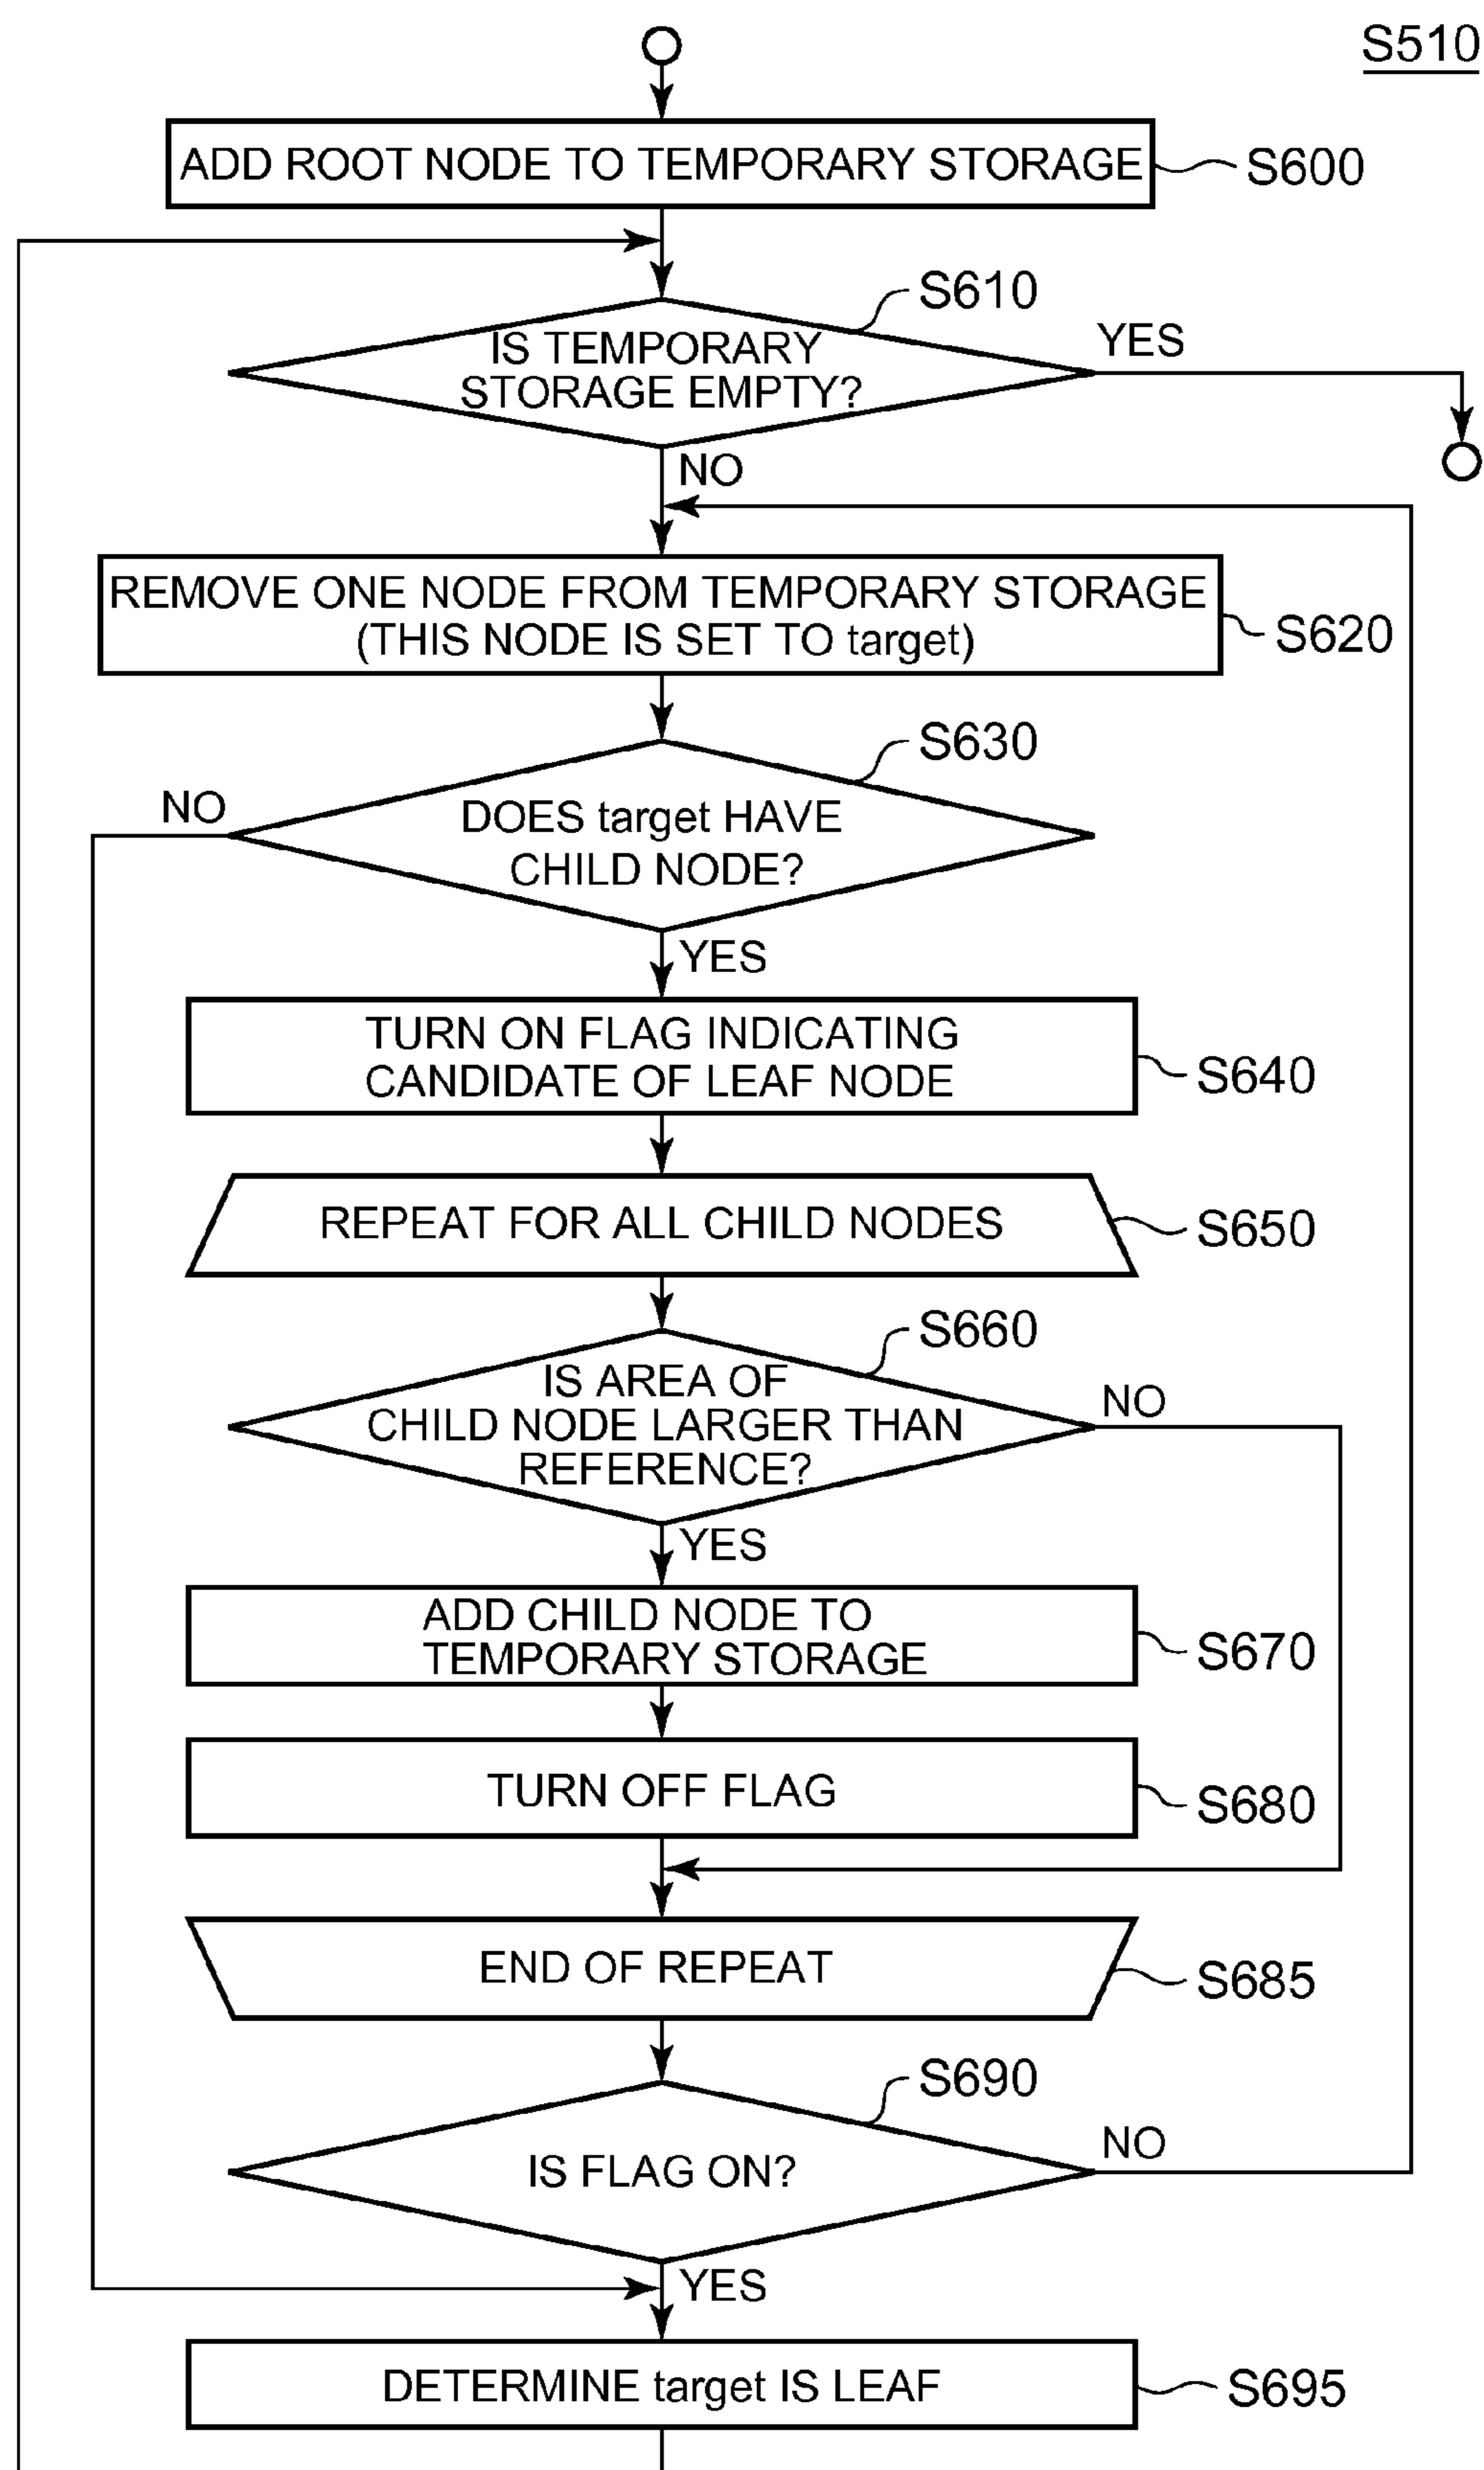 S510
ADD ROOT NODE TO TEMPORARY STORAGE
S600
S610
IS TEMPORARY
STORAGE EMPTY?
YES
NO
REMOVE ONE NODE FROM TEMPORARY STORAGE
(THIS NODE IS SET TO target)
S620
S630
NO
DOES target HAVE
CHILD NODE?
YES
TURN ON FLAG INDICATING
CANDIDATE OF LEAF NODE
S640
REPEAT FOR ALL CHILD NODES
S650
S660
IS AREA OF
CHILD NODE LARGER THAN
REFERENCE?
NO
YES
ADD CHILD NODE TO
TEMPORARY STORAGE
S670
TURN OFF FLAG
S680
END OF REPEAT
S685
S690
IS FLAG ON?
NO
YES
DETERMINE target IS LEAF
S695